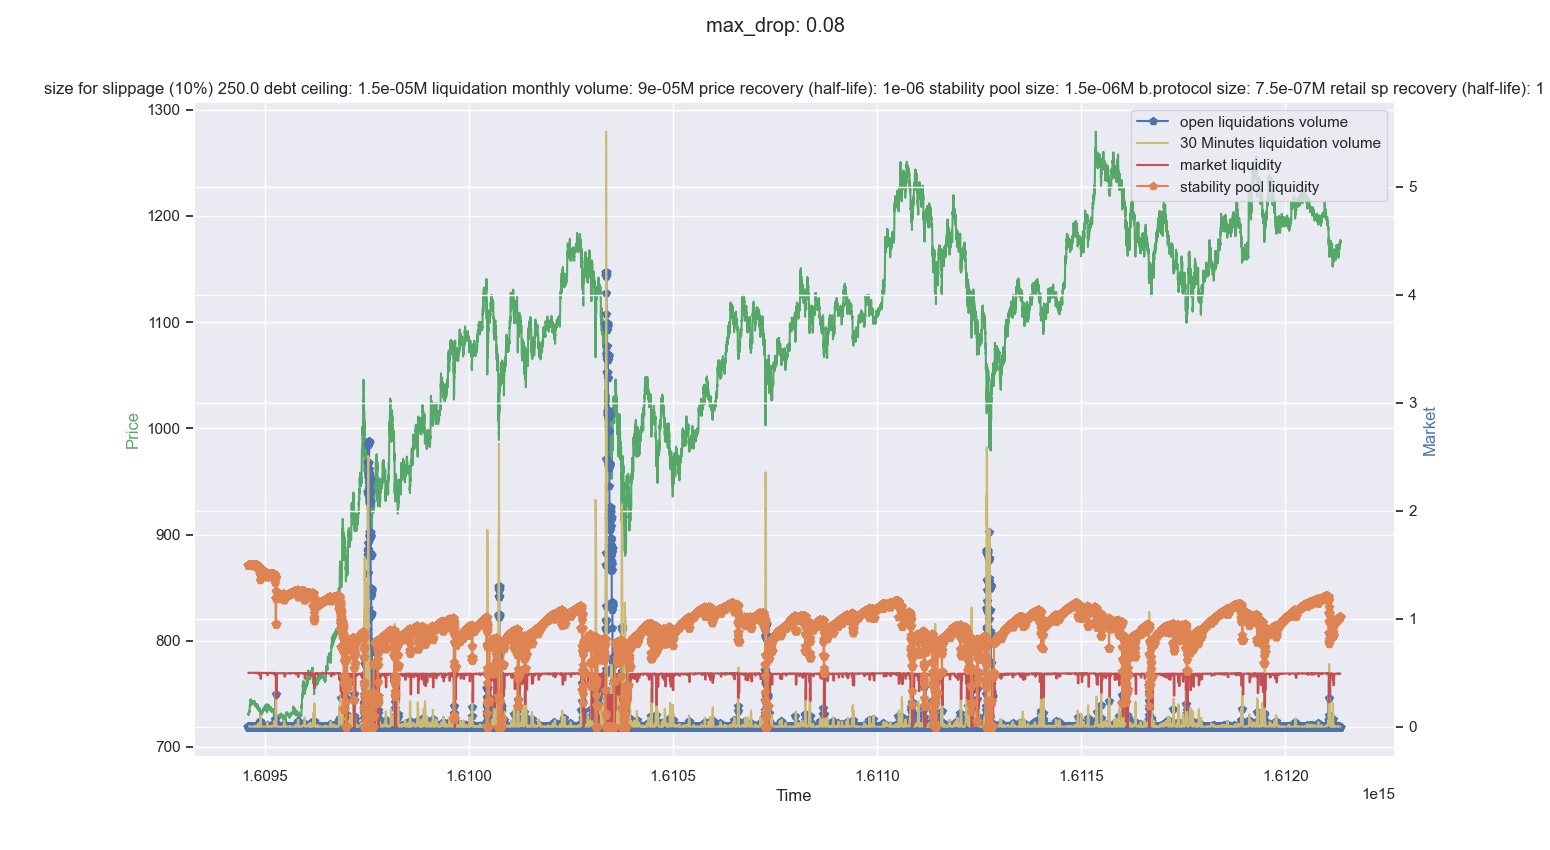 max_drop: 0.08
size for slippage (10%) 250.0 debt ceiling: 1.5e-05M liquidation monthly volume: 9e-05M price recovery (half-life): 1e-06 stability pool size: 1.5e-06M b.protocol size: 7.5e-07M retail sp recovery (half-life): 1
open liquidations volume
30 Minutes liquidation volume
market liquidity
stability pool liquidity
1300
1200
1100
1000
900
800
700
Price
5
4
3
2
1
0
Market
1.6095 1.6100 1.6105 1.6110 1.6115 1.6120
1e15
Time